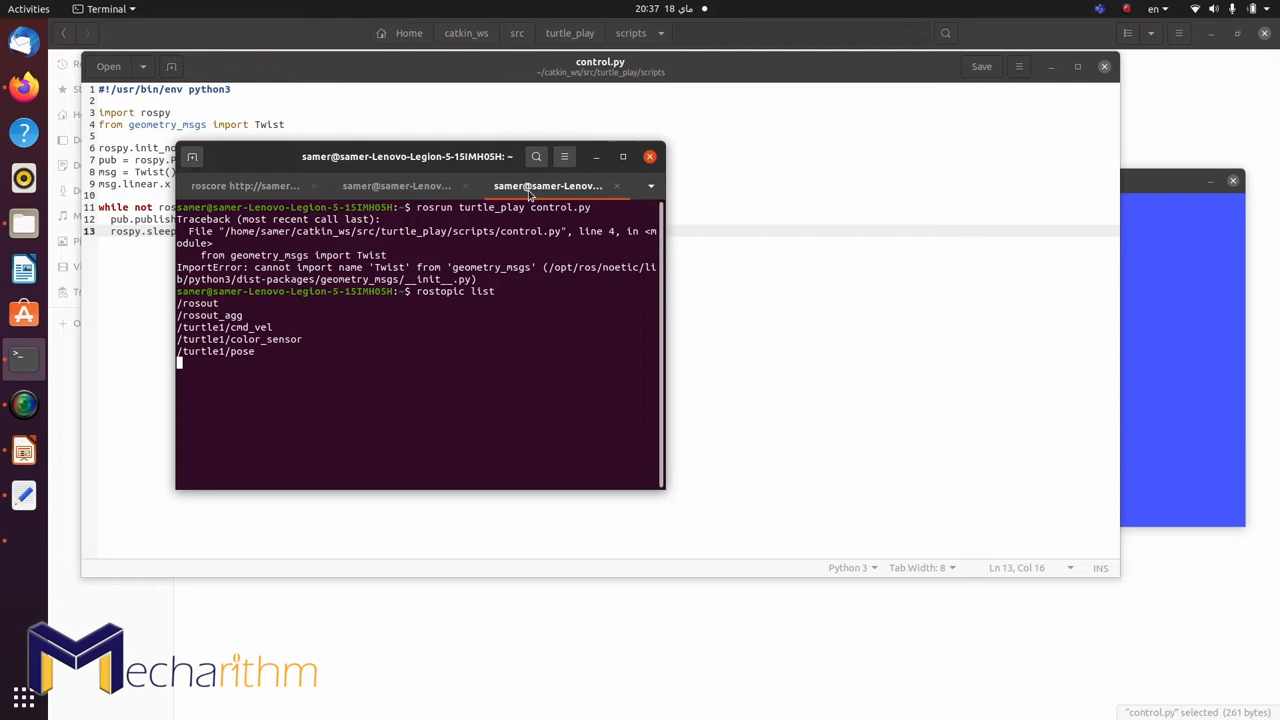 Activities
Terminal
20:37 18 ماي
en
Home
catkin_ws
src
turtle_play
scripts
Open
control.py
~/catkin_ws/src/turtle_play/scripts
Save
1 #!/usr/bin/env python3
2
3 import rospy
4 from geometry_msgs import Twist
5
6 rospy.init_no
7 pub = rospy.P
8 msg = Twist()
9 msg.linear.x
10
11 while not ros
12 pub.publish
13 rospy.sleep
samer@samer-Lenovo-Legion-5-15IMH05H: ~
roscore http://samer...
samer@samer-Lenov...
samer@samer-Lenov...
samer@samer-Lenovo-Legion-5-15IMH05H:~$ rosrun turtle_play control.py
Traceback (most recent call last):
File "/home/samer/catkin_ws/src/turtle_play/scripts/control.py", line 4, in <m
odule>
from geometry_msgs import Twist
ImportError: cannot import name 'Twist' from 'geometry_msgs' (/opt/ros/noetic/li
b/python3/dist-packages/geometry_msgs/__init__.py)
samer@samer-Lenovo-Legion-5-15IMH05H:~$ rostopic list
/rosout
/rosout_agg
/turtle1/cmd_vel
/turtle1/color_sensor
/turtle1/pose
Python 3
Tab Width: 8
Ln 13, Col 16
INS
Mecharithm
"control.py" selected (261 bytes)